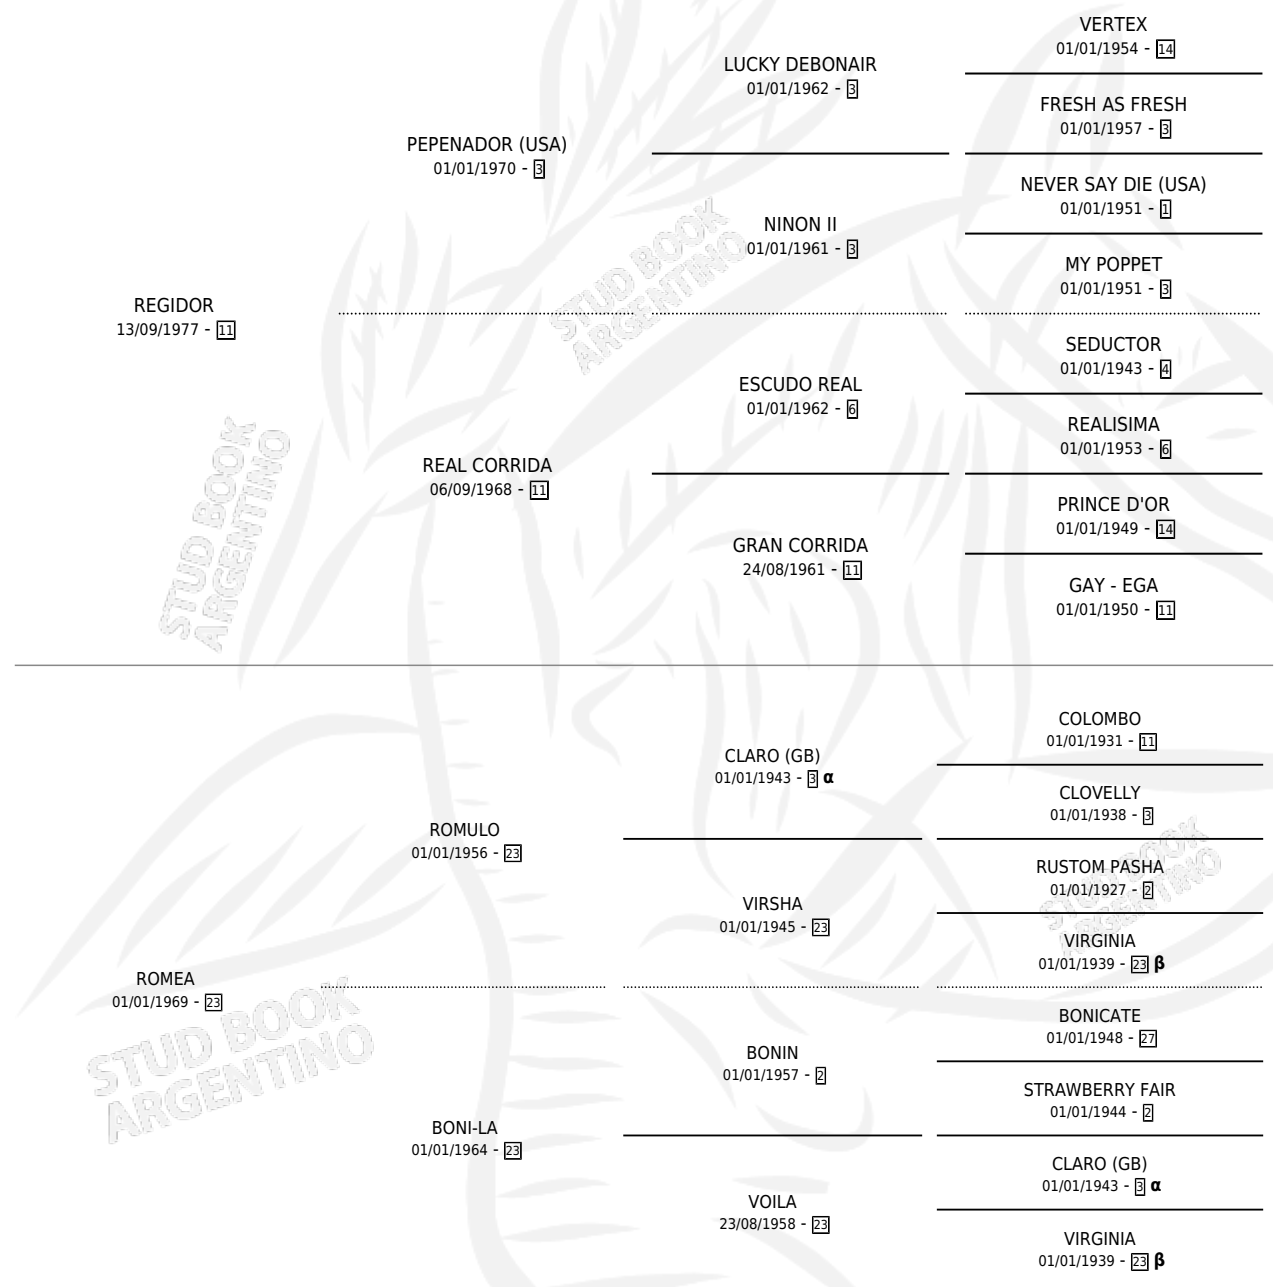 VERTEX
01/01/1954 - 14
LUCKY DEBONAIR
01/01/1962 - 3
FRESH AS FRESH
01/01/1957 - 3
PEPENADOR (USA)
01/01/1970 - 3
NEVER SAY DIE (USA)
01/01/1951 - 1
NINON II
01/01/1961 - 3
MY POPPET
01/01/1951 - 3
REGIDOR
13/09/1977 - 11
SEDUCTOR
01/01/1943 - 4
ESCUDO REAL
01/01/1962 - 6
REALISIMA
01/01/1953 - 6
REAL CORRIDA
06/09/1968 - 11
PRINCE D'OR
01/01/1949 - 14
GRAN CORRIDA
24/08/1961 - 11
GAY - EGA
01/01/1950 - 11
COLOMBO
01/01/1931 - 11
CLARO (GB)
01/01/1943 - 3 α
CLOVELLY
01/01/1938 - 3
ROMULO
01/01/1956 - 23
RUSTOM PASHA
01/01/1927 - 2
VIRSHA
01/01/1945 - 23
VIRGINIA
01/01/1939 - 23 β
ROMEA
01/01/1969 - 23
BONICATE
01/01/1948 - 27
BONIN
01/01/1957 - 2
STRAWBERRY FAIR
01/01/1944 - 2
BONI-LA
01/01/1964 - 23
CLARO (GB)
01/01/1943 - 3 α
VOILA
23/08/1958 - 23
VIRGINIA
01/01/1939 - 23 β
STUD BOOK
ARGENTINO
STUD BOOK
ARGENTINO
STUD BOOK
ARGENTINO
STUD BOOK
ARGENTINO